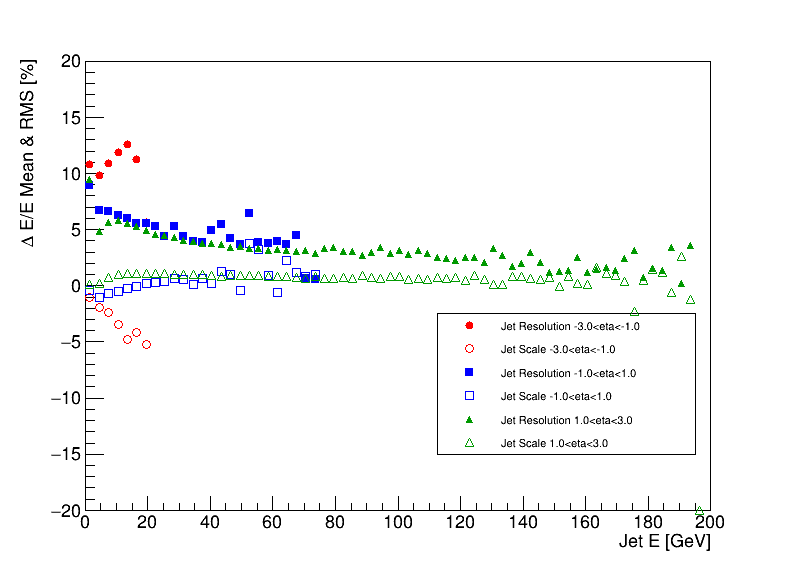 Δ E/E Mean & RMS [%]
20
15
10
5
0
−5
−10
−15
−20
Jet Resolution -3.0<eta<-1.0
Jet Scale -3.0<eta<-1.0
Jet Resolution -1.0<eta<1.0
Jet Scale -1.0<eta<1.0
Jet Resolution 1.0<eta<3.0
Jet Scale 1.0<eta<3.0
0 20 40 60 80 100 120 140 160 180 200
Jet E [GeV]